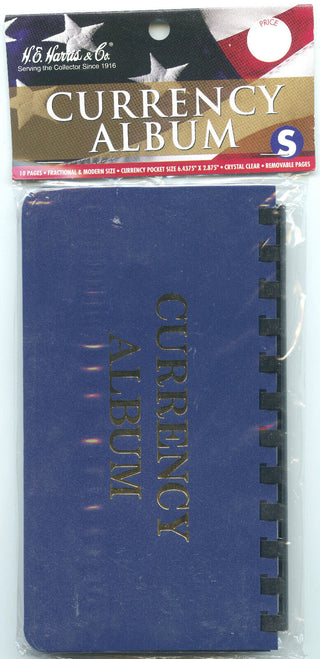 H.E. Harris & Co.
Serving the Collector Since 1916
PRICE
CURRENCY
ALBUM
S
10 PAGES • FRACTIONAL & MODERN SIZE • CURRENCY POCKET SIZE 6.4375" X 2.875" • CRYSTAL CLEAR • REMOVABLE PAGES
CURRENCY
ALBUM